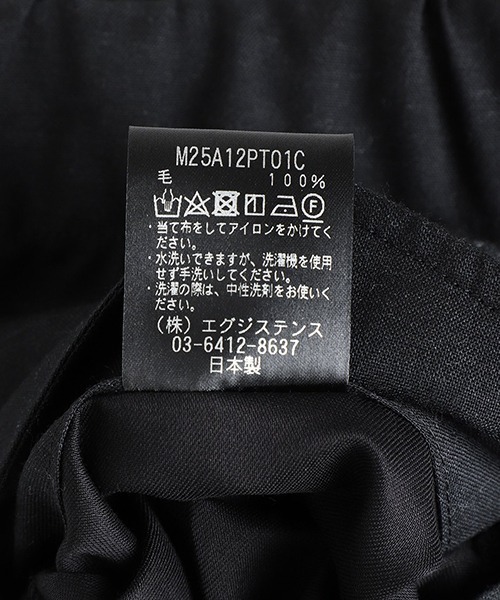 M25A12PT01C
毛 100%
・当て布をしてアイロンをかけてく
ださい。
・水洗いできますが、洗濯機を使用
せず手洗いしてください。
・洗濯の際は、中性洗剤をお使いく
ださい。
(株) エグジステンス
03-6412-8637
日本製